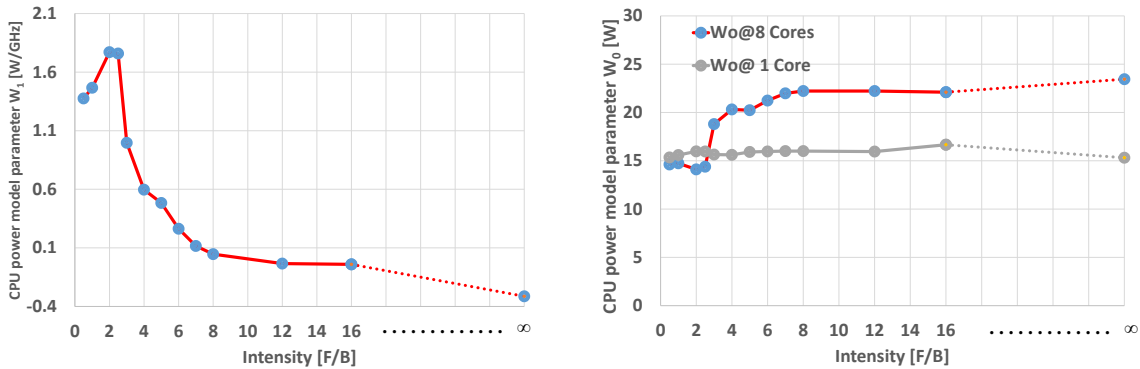 CPU power model parameter W₁ [W/GHz]
2.1
1.6
1.1
0.6
0.1
-0.4
0 2 4 6 8 10 12 14 16 ............ ∞
Intensity [F/B]
CPU power model parameter W₀ [W]
30
25
20
15
10
5
0
Wo@8 Cores
Wo@ 1 Core
0 2 4 6 8 10 12 14 16 ............ ∞
Intensity [F/B]